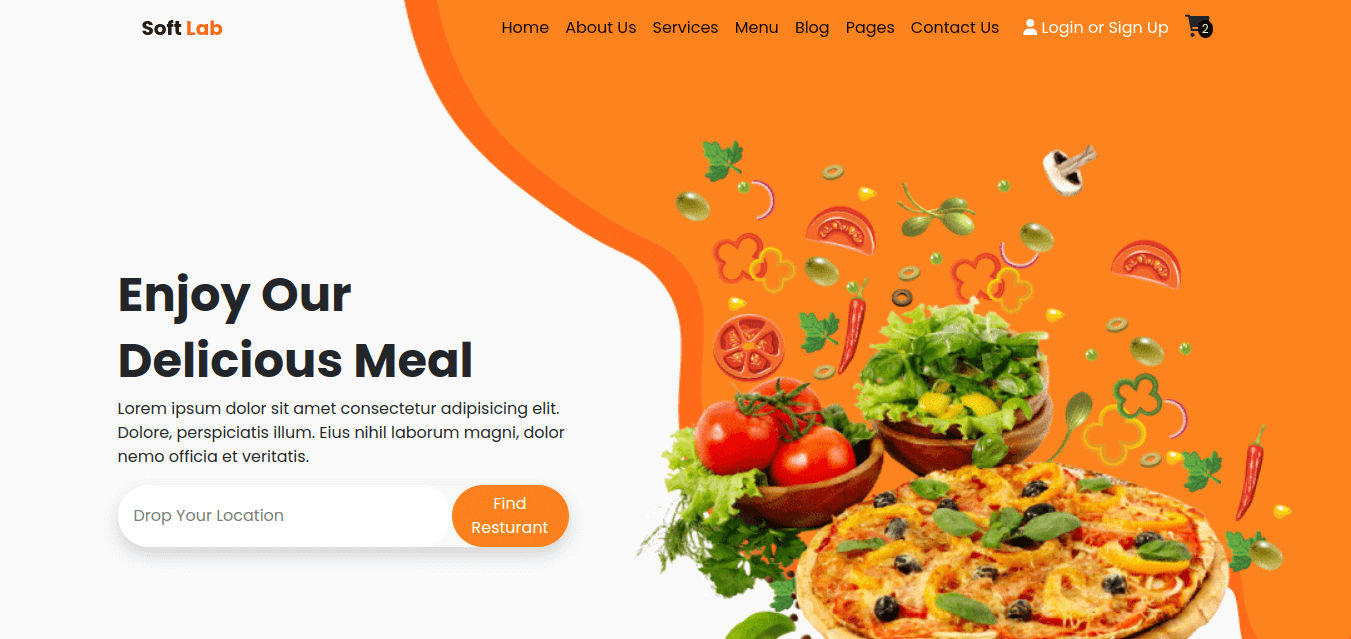 Soft Lab
Home About Us Services Menu Blog Pages Contact Us Login or Sign Up 2
Enjoy Our
Delicious Meal
Lorem ipsum dolor sit amet consectetur adipisicing elit.
Dolore, perspiciatis illum. Eius nihil laborum magni, dolor
nemo officia et veritatis.
Drop Your Location
Find
Resturant